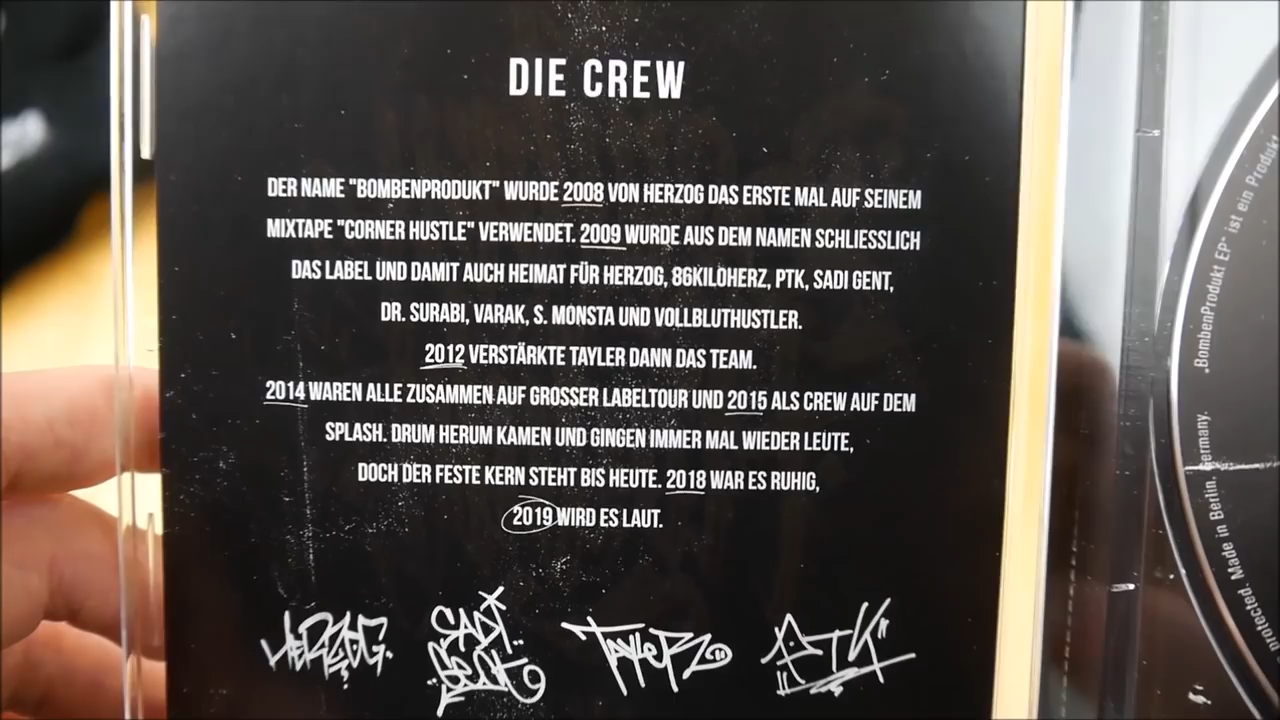 DIE CREW
DER NAME "BOMBENPRODUKT" WURDE 2008 VON HERZOG DAS ERSTE MAL AUF SEINEM
MIXTAPE "CORNER HUSTLE" VERWENDET. 2009 WURDE AUS DEM NAMEN SCHLIESSLICH
DAS LABEL UND DAMIT AUCH HEIMAT FÜR HERZOG, 86KILOHERZ, PTK, SADI GENT,
DR. SURABI, VARAK, S. MONSTA UND VOLLBLUTHUSTLER.
2012 VERSTÄRKTE TAYLER DANN DAS TEAM.
2014 WAREN ALLE ZUSAMMEN AUF GROSSER LABELTOUR UND 2015 ALS CREW AUF DEM
SPLASH. DRUM HERUM KAMEN UND GINGEN IMMER MAL WIEDER LEUTE,
DOCH DER FESTE KERN STEHT BIS HEUTE. 2018 WAR ES RUHIG,
2019 WIRD ES LAUT.
HERZOG
SADI
GENT
TAYLER
PTK
„BombenProdukt EP" ist ein Produkt
protected. Made in Berlin, Germany.